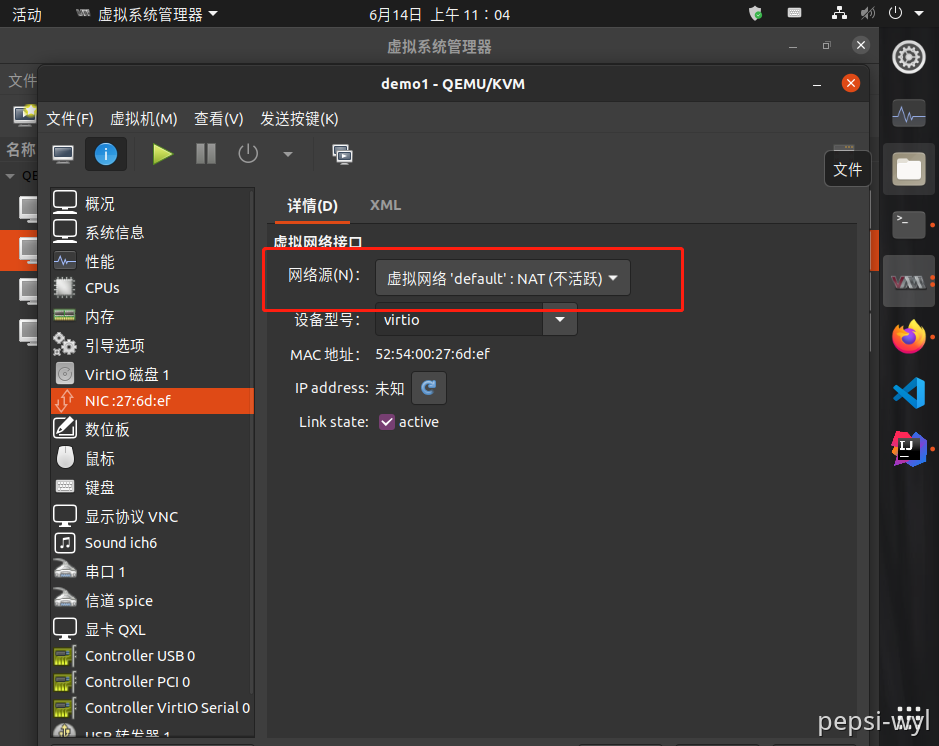 活动 虚拟系统管理器 6月14日 上午 11：04
虚拟系统管理器
文件
demo1 - QEMU/KVM
文件(F) 虚拟机(M) 查看(V) 发送按键(K)
名称
QE
文件
详情(D) XML
概况
系统信息
性能
CPUs
内存
引导选项
VirtIO 磁盘 1
NIC :27:6d:ef
数位板
鼠标
键盘
显示协议 VNC
Sound ich6
串口 1
信道 spice
显卡 QXL
Controller USB 0
Controller PCI 0
Controller VirtIO Serial 0
USB 转发器 1
虚拟网络接口
网络源(N)： 虚拟网络 'default' : NAT (不活跃)
设备型号： virtio
MAC 地址： 52:54:00:27:6d:ef
IP address: 未知
Link state: active
IJ
pepsi-wyl